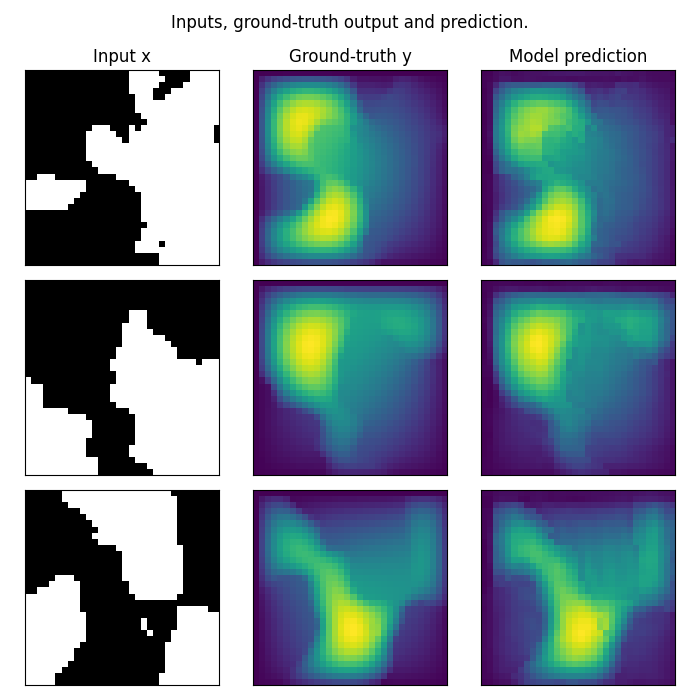 Inputs, ground-truth output and prediction.
Input x
Ground-truth y
Model prediction